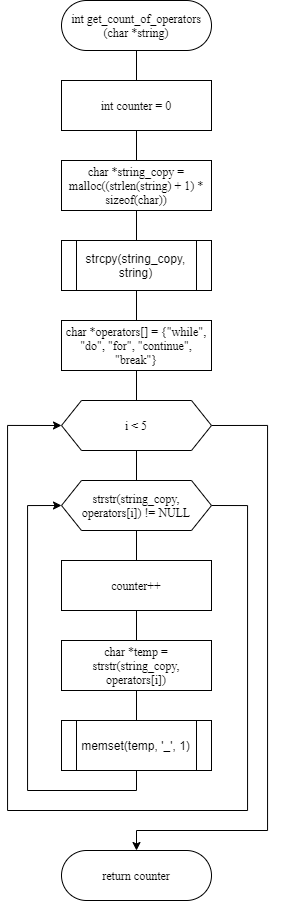 int get_count_of_operators
(char *string)
int counter = 0
char *string_copy =
malloc((strlen(string) + 1) *
sizeof(char))
strcpy(string_copy,
string)
char *operators[] = {"while",
"do", "for", "continue",
"break"}
i < 5
strstr(string_copy,
operators[i]) != NULL
counter++
char *temp =
strstr(string_copy,
operators[i])
memset(temp, '_', 1)
return counter